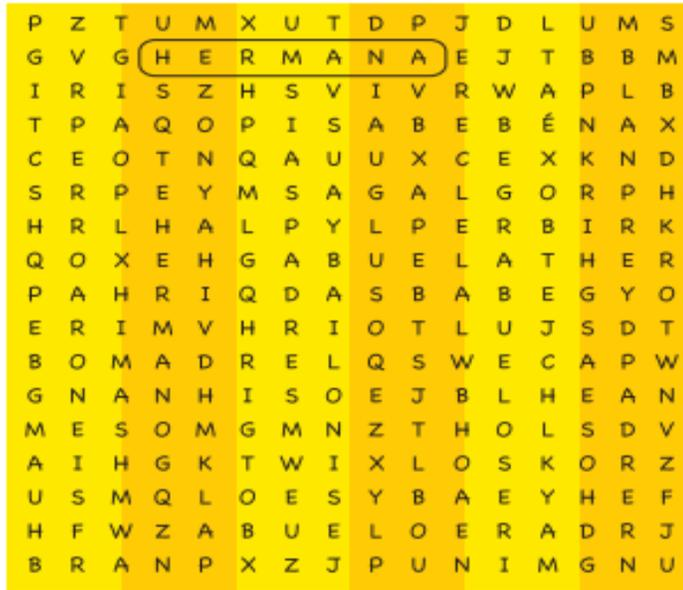 P Z T U M X U T D P J D L U M S
G V G H E R M A N A E J T B B M
I R I S Z H S V I V R W A P L B
T P A Q O P I S A B E B É N A X
C E O T N Q A U U X C E X K N D
S R P E Y M S A G A L G O R P H
H R L H A L P Y L P E R B I R K
Q O X E H G A B U E L A T H E R
P A H R I Q D A S B A B E G Y O
E R I M V H R I O T L U J S D T
B O M A D R E L Q S W E C A P W
G N A N H I S O E J B L H E A N
M E S O M G M N Z T H O L S D V
A I H G K T W I X L O S K O R Z
U S M Q L O E S Y B A E Y H E F
H F W Z A B U E L O E R A D R J
B R A N P X Z J P U N I M G N U